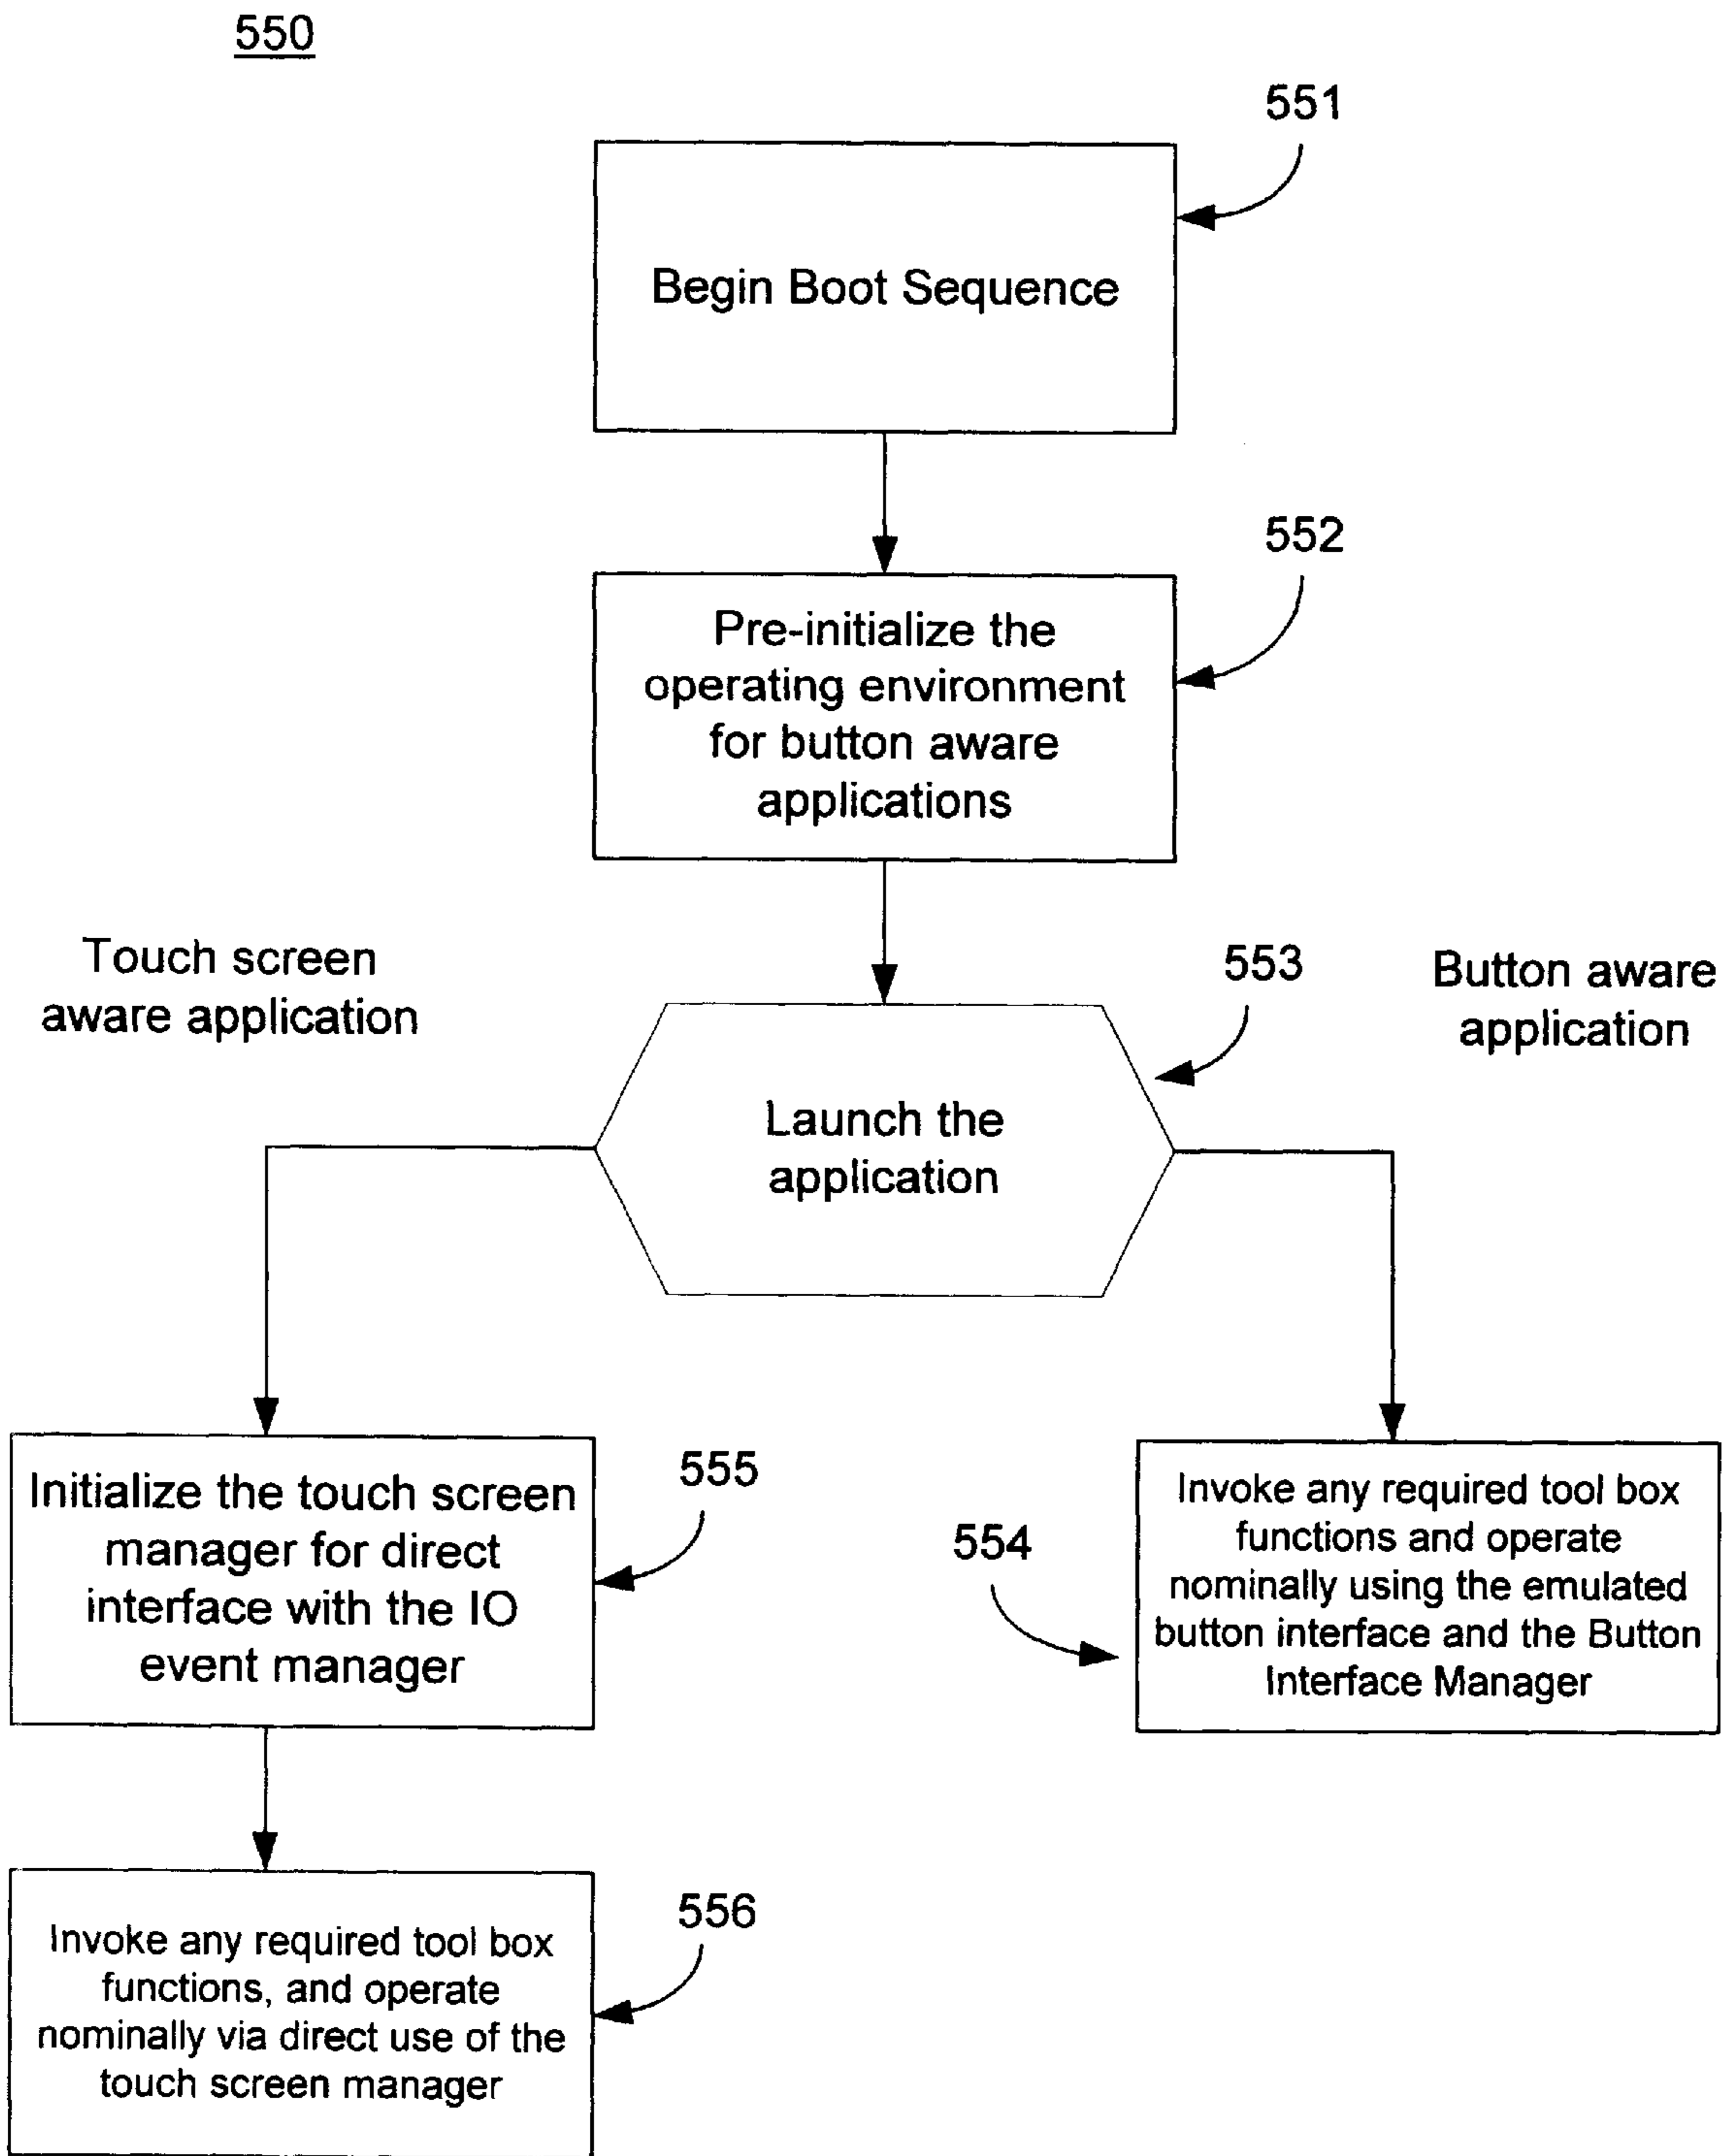 550
551
Begin Boot Sequence
552
Pre-initialize the
operating environment
for button aware
applications
Touch screen
aware application
553
Button aware
application
Launch the
application
555
Initialize the touch screen
manager for direct
interface with the IO
event manager
554
Invoke any required tool box
functions and operate
nominally using the emulated
button interface and the Button
Interface Manager
556
Invoke any required tool box
functions, and operate
nominally via direct use of the
touch screen manager